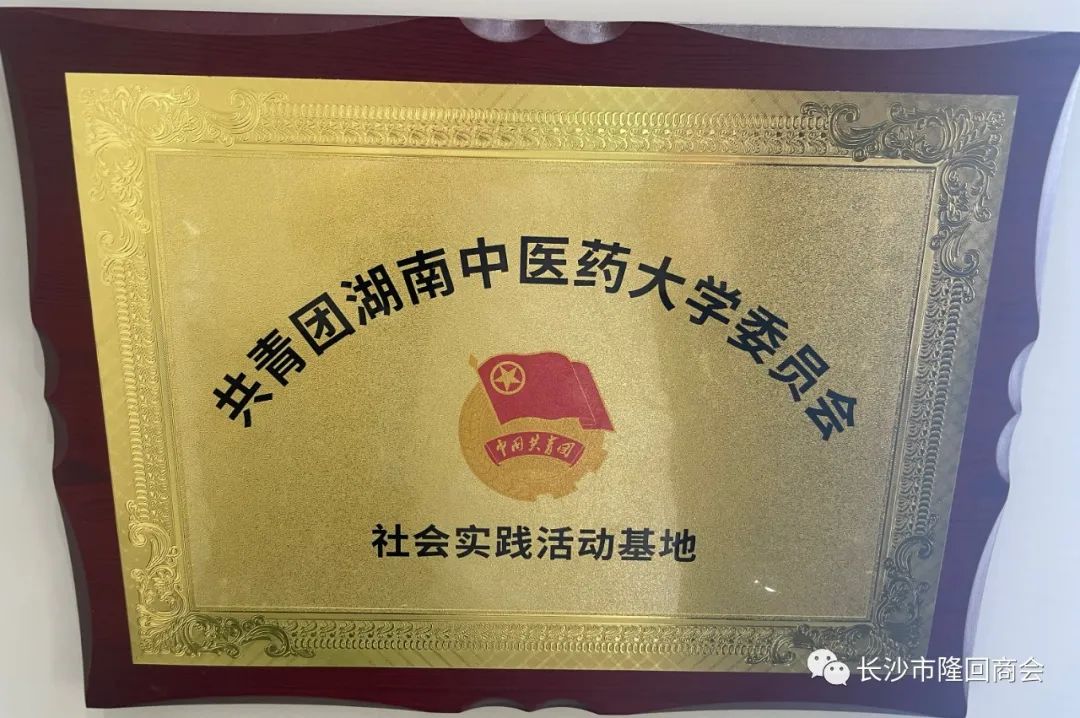 共青团湖南中医药大学委员会
中国共青团
社会实践活动基地
长沙市隆回商会